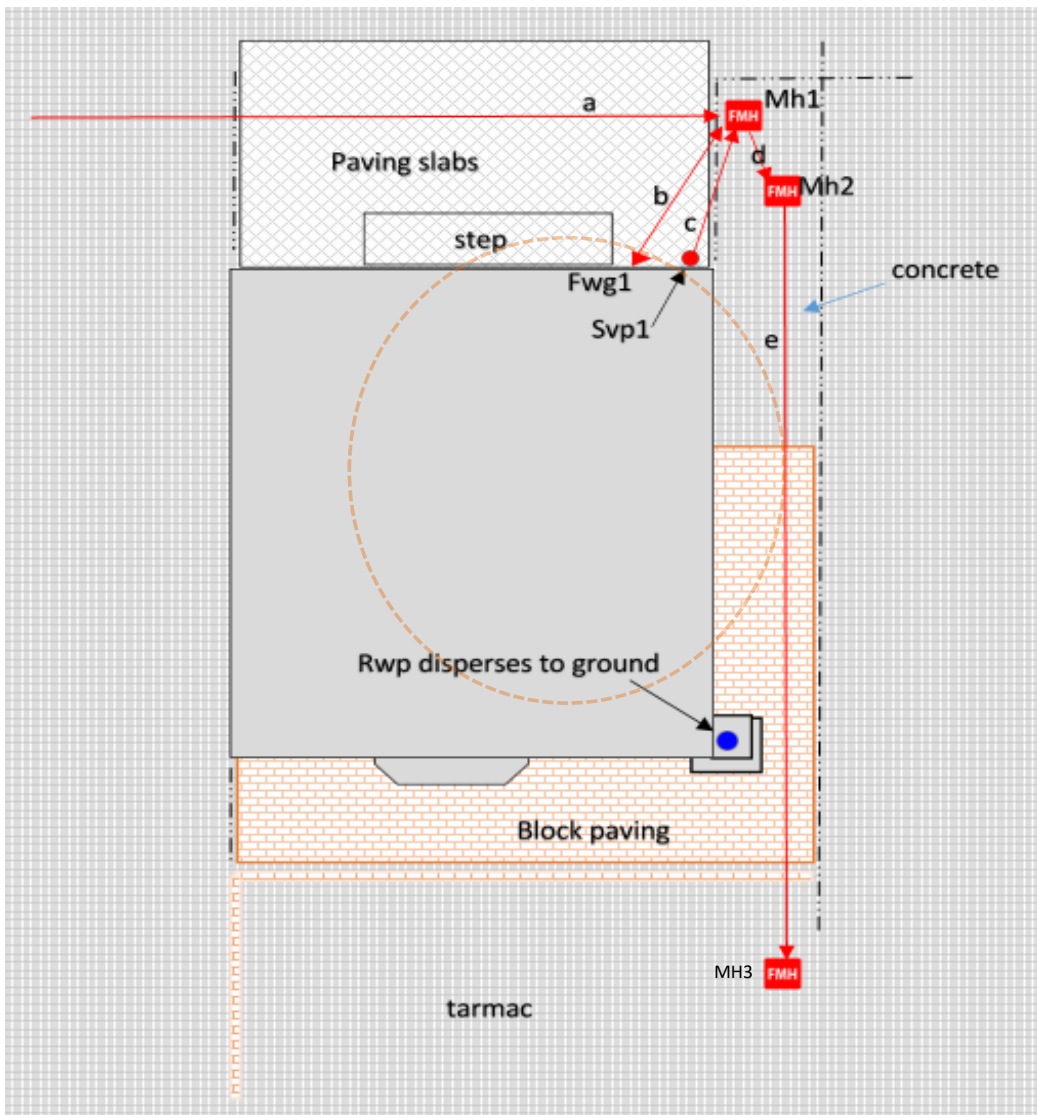 a
Mh1
FMH
d
Paving slabs
FMH
Mh2
b
c
step
concrete
Fwg1
Svp1
e
Rwp disperses to ground
Block paving
MH3
FMH
tarmac